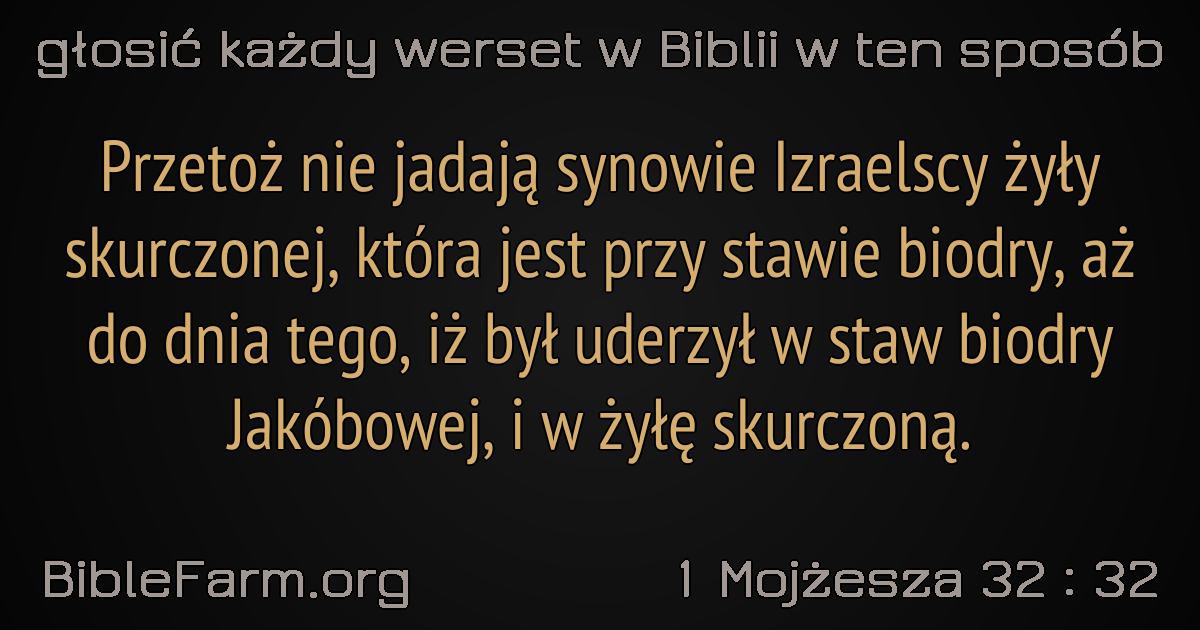 głosić każdy werset w Biblii w ten sposób
Przetoż nie jadają synowie Izraelscy żyły
skurczonej, która jest przy stawie biodry, aż
do dnia tego, iż był uderzył w staw biodry
Jakóbowej, i w żyłę skurczoną.
BibleFarm.org
1 Mojżesza 32 : 32